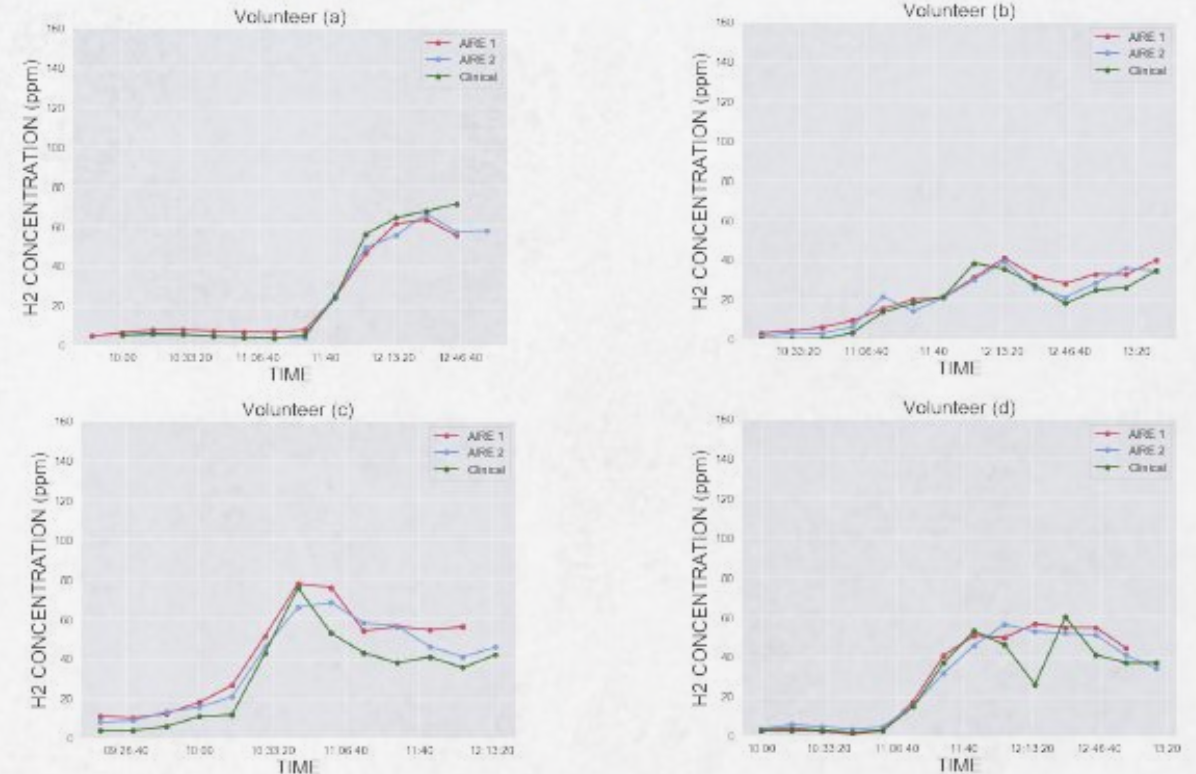 Volunteer (a)
160
140
120
100
80
60
40
20
0
H2 CONCENTRATION (ppm)
AIRE 1
AIRE 2
Clinical
10:00 10:33:20 11:06:40 11:40 12:13:20 12:46:40
TIME
Volunteer (b)
160
140
120
100
80
60
40
20
0
H2 CONCENTRATION (ppm)
AIRE 1
AIRE 2
Clinical
10:33:20 11:06:40 11:40 12:13:20 12:46:40 13:20
TIME
Volunteer (c)
160
140
120
100
80
60
40
20
0
H2 CONCENTRATION (ppm)
AIRE 1
AIRE 2
Clinical
09:26:40 10:00 10:33:20 11:06:40 11:40 12:13:20
TIME
Volunteer (d)
160
140
120
100
80
60
40
20
0
H2 CONCENTRATION (ppm)
AIRE 1
AIRE 2
Clinical
10:00 10:33:20 11:06:40 11:40 12:13:20 12:46:40 13:20
TIME